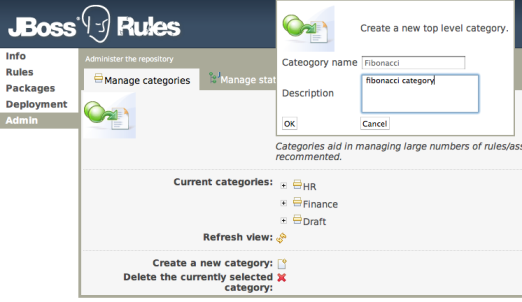 JBoss Rules
Create a new top level category.
Cateogory name Fibonacci
Description fibonacci category
OK Cancel
Info
Rules
Packages
Deployment
Admin
Administer the repository
Manage categories
Manage stat
Categories aid in managing large numbers of rules/ass
recommented.
Current categories:
HR
Finance
Draft
Refresh view:
Create a new category:
Delete the currently selected
category: